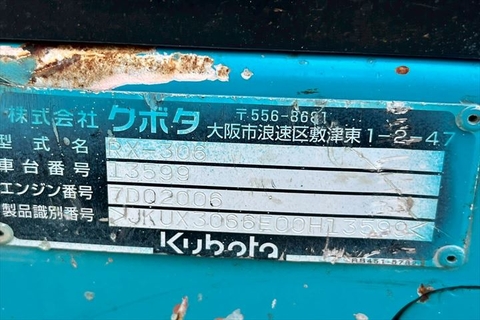 株式会社 クボタ 〒556-8601
大阪市浪速区敷津東1-2-47
型式名 RX-306
車台番号 13599
エンジン番号 7D02006
製品識別番号
Kubota